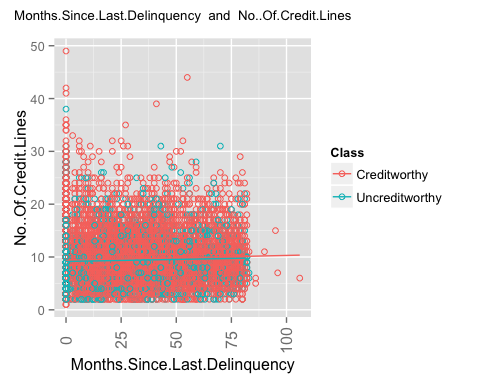 Months.Since.Last.Delinquency and No..Of.Credit.Lines
50
40
30
20
10
0
No..Of.Credit.Lines
0
25
50
75
100
Months.Since.Last.Delinquency
Class
Creditworthy
Uncreditworthy